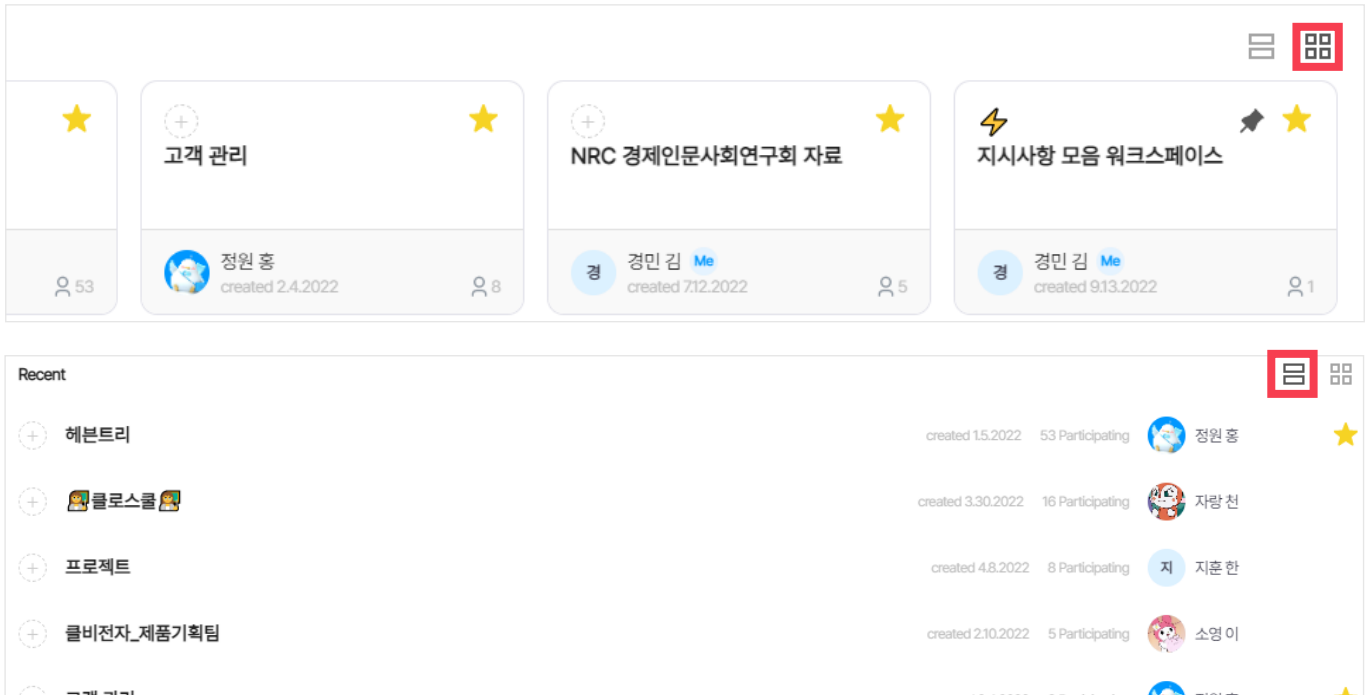 고객 관리
NRC 경제인문사회연구회 자료
지시사항 모음 워크스페이스
53
정원 홍
created 2.4.2022
8
경
경민 김 Me
created 7.12.2022
5
경
경민 김 Me
created 9.13.2022
1
Recent
헤븐트리 created 1.5.2022 53 Participating 정원 홍
클로스쿨 created 3.30.2022 16 Participating 자랑 천
프로젝트 created 4.8.2022 8 Participating 지 지훈 한
클비전자_제품기획팀 created 2.10.2022 5 Participating 소영 이